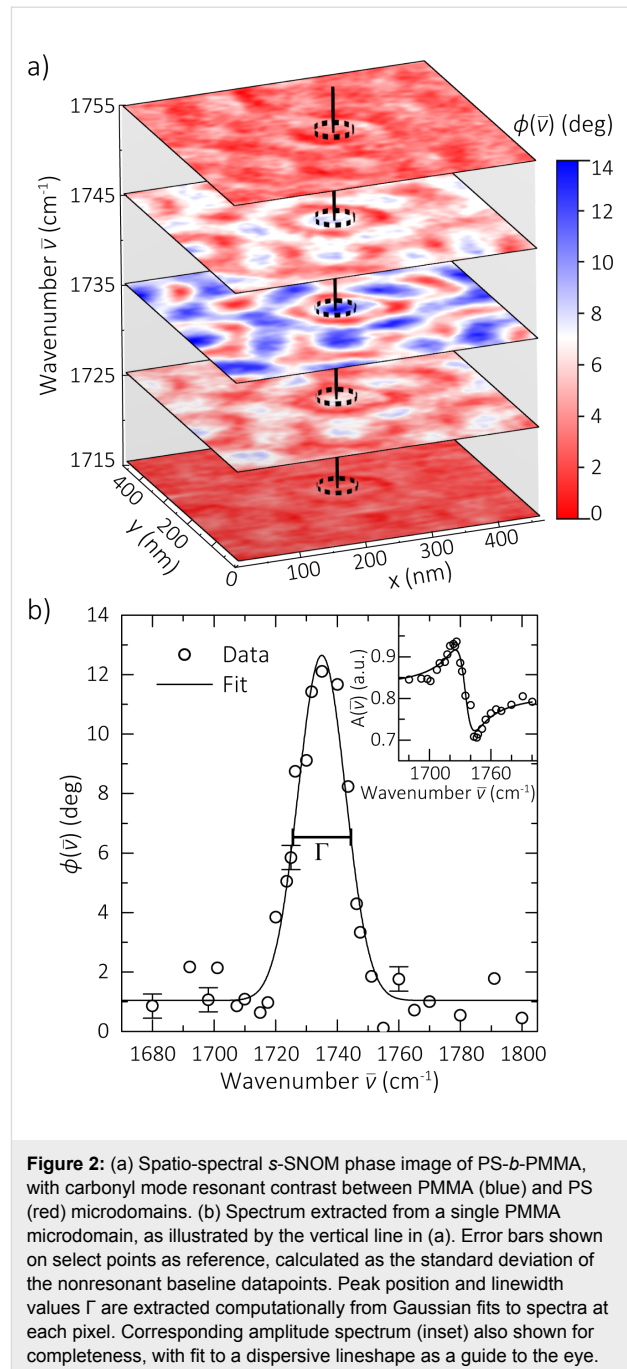 a)
1755
1745
1735
1725
1715
Wavenumber ν̄ (cm⁻¹)
ϕ(ν̄) (deg)
14
12
10
8
6
4
2
0
400
200
0
y (nm)
100
200
300
400
x (nm)
b)
14
12
10
8
6
4
2
0
ϕ(ν̄) (deg)
Data
Fit
Γ
0.9
0.8
0.7
A(ν̄) (a.u.)
1700
1760
Wavenumber ν̄ (cm⁻¹)
1680
1700
1720
1740
1760
1780
1800
Wavenumber ν̄ (cm⁻¹)
Figure 2: (a) Spatio-spectral s-SNOM phase image of PS-b-PMMA,
with carbonyl mode resonant contrast between PMMA (blue) and PS
(red) microdomains. (b) Spectrum extracted from a single PMMA
microdomain, as illustrated by the vertical line in (a). Error bars shown
on select points as reference, calculated as the standard deviation of
the nonresonant baseline datapoints. Peak position and linewidth
values Γ are extracted computationally from Gaussian fits to spectra at
each pixel. Corresponding amplitude spectrum (inset) also shown for
completeness, with fit to a dispersive lineshape as a guide to the eye.